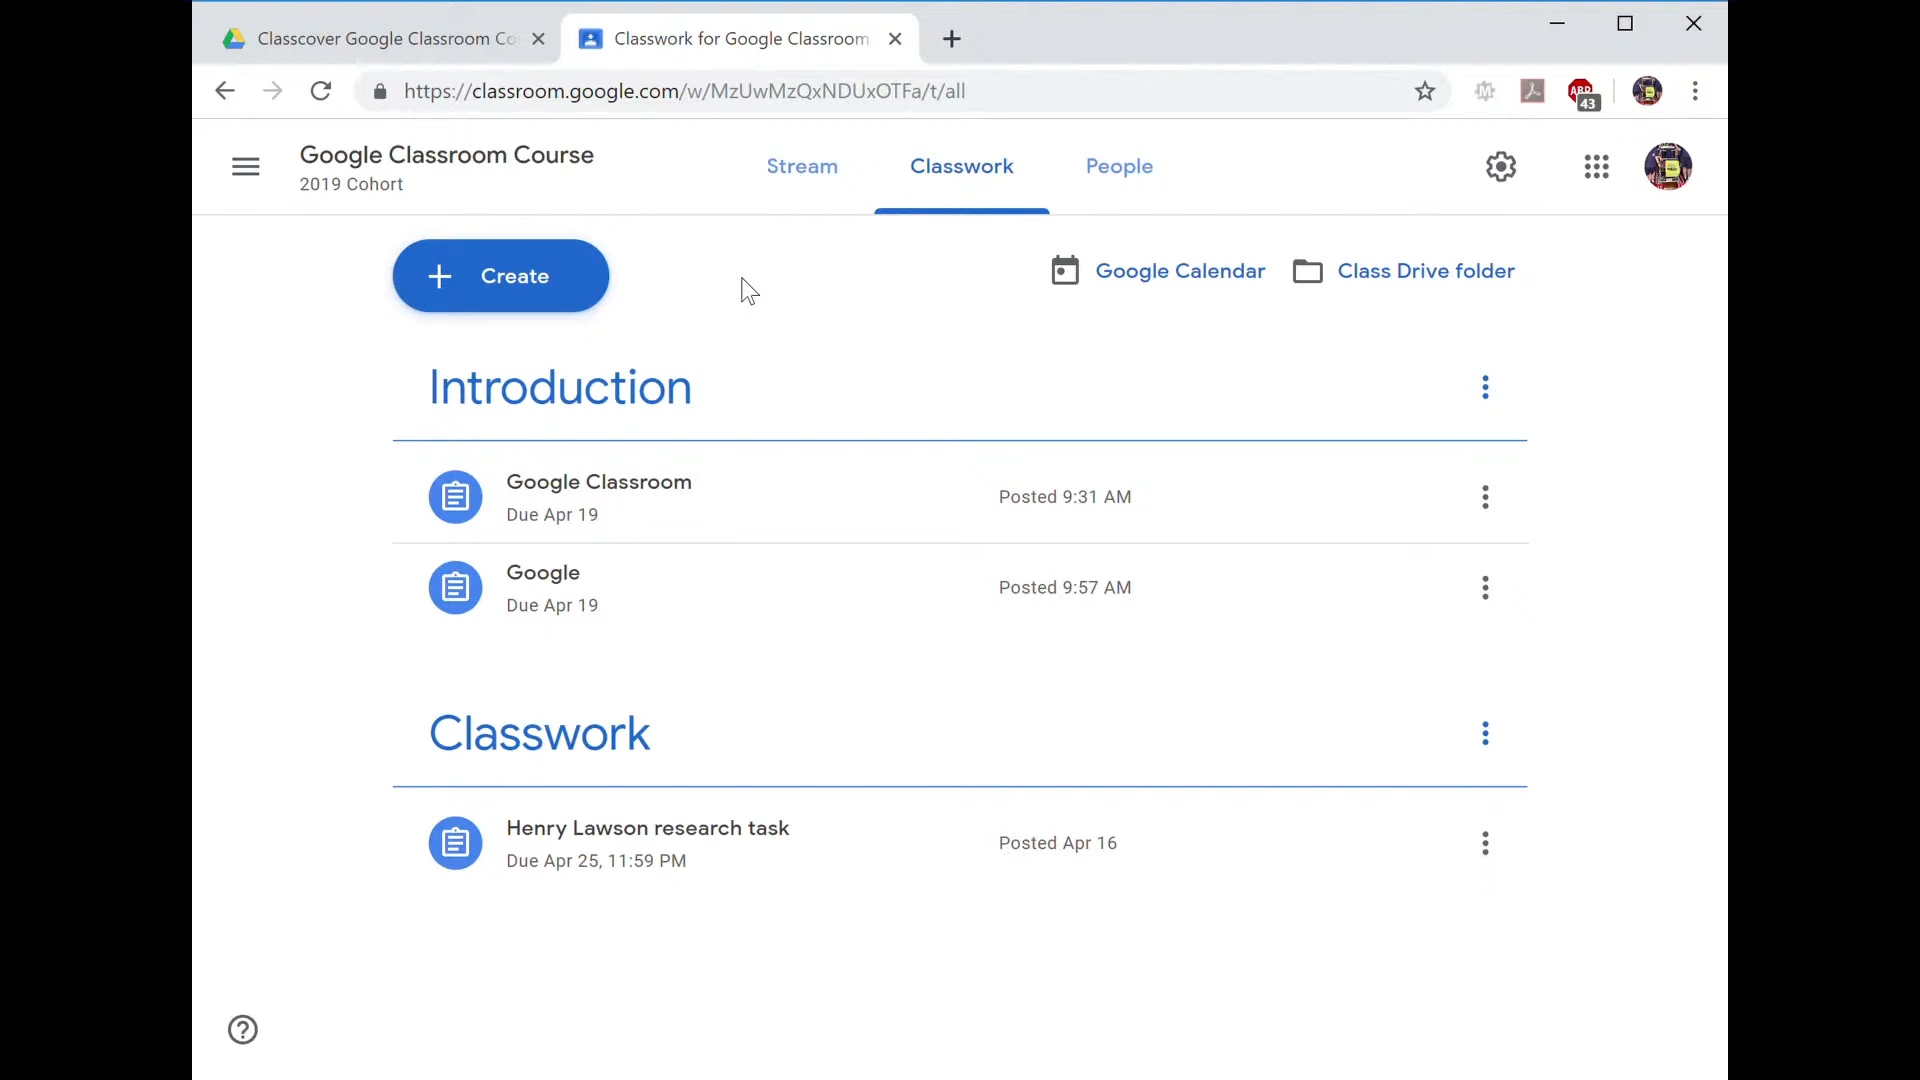 Classcover Google Classroom Co
Classwork for Google Classroom
https://classroom.google.com/w/MzUwMzQxNDUxOTFa/t/all
ABP
43
Google Classroom Course
2019 Cohort
Stream
Classwork
People
Create
Google Calendar
Class Drive folder
Introduction
Google Classroom
Posted 9:31 AM
Due Apr 19
Google
Posted 9:57 AM
Due Apr 19
Classwork
Henry Lawson research task
Posted Apr 16
Due Apr 25, 11:59 PM